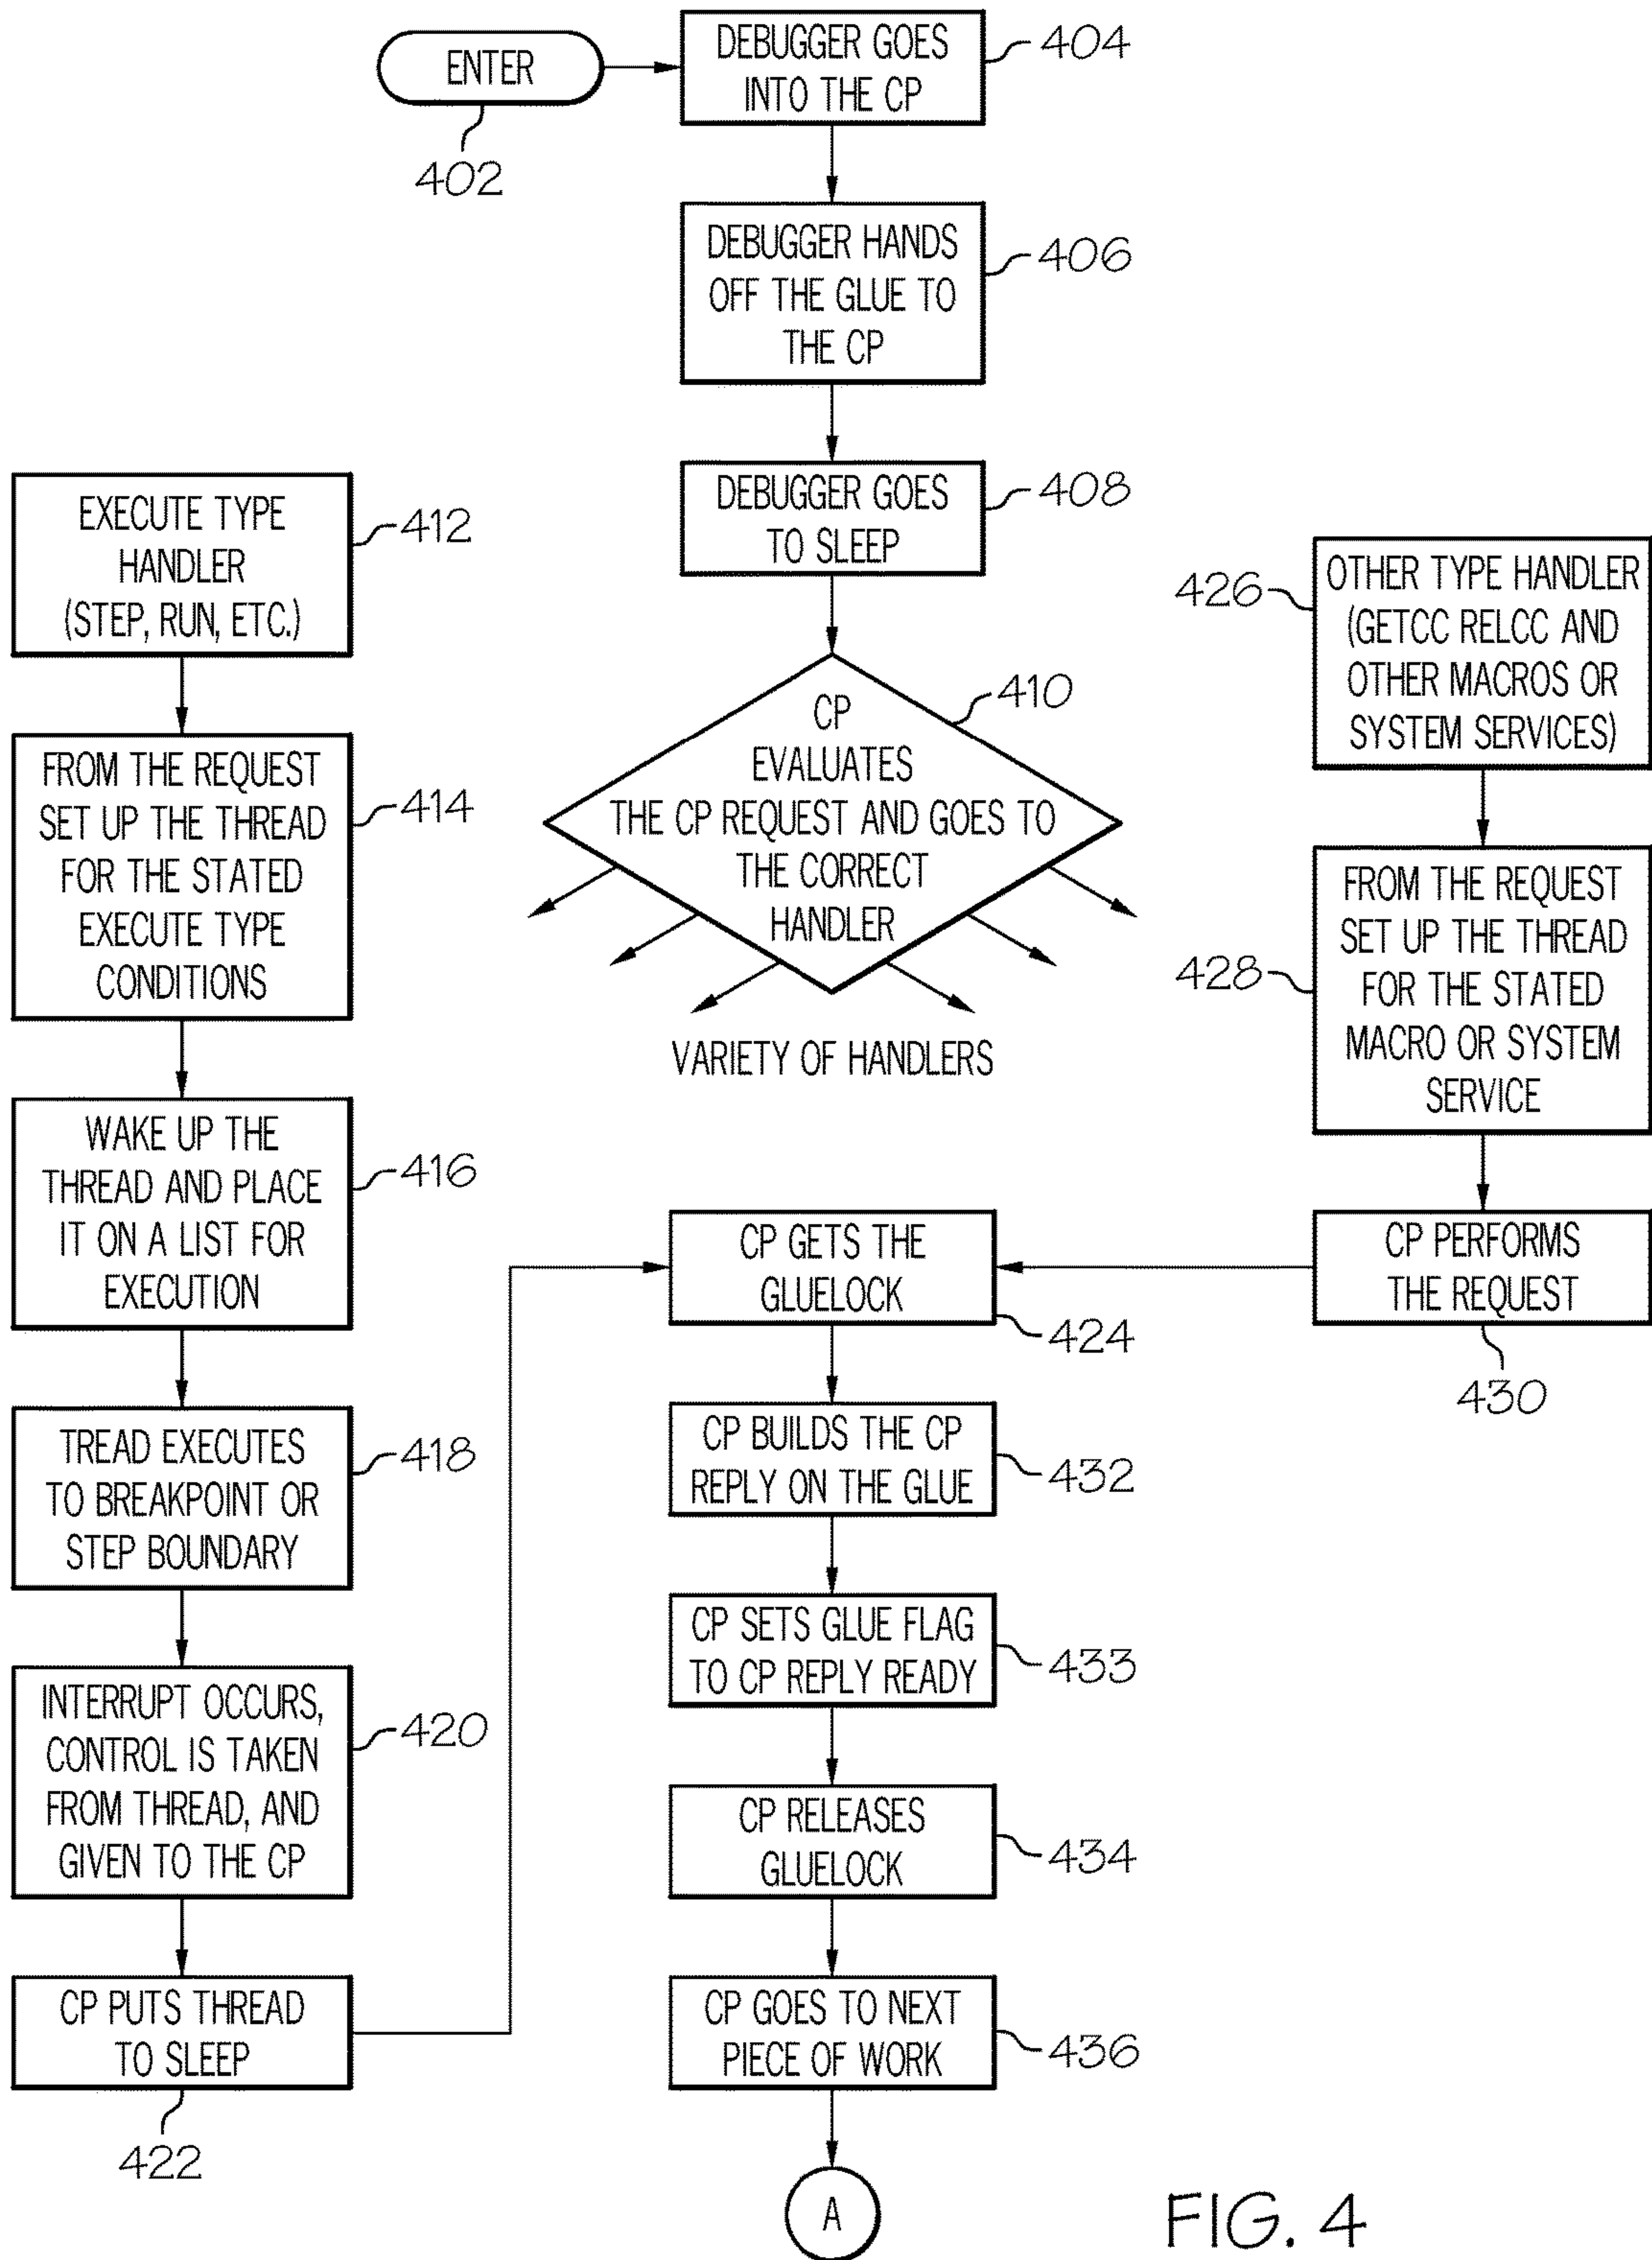 ENTER
402
DEBUGGER GOES
INTO THE CP
404
DEBUGGER HANDS
OFF THE GLUE TO
THE CP
406
DEBUGGER GOES
TO SLEEP
408
CP
EVALUATES
THE CP REQUEST AND GOES TO
THE CORRECT
HANDLER
410
VARIETY OF HANDLERS
EXECUTE TYPE
HANDLER
(STEP, RUN, ETC.)
412
FROM THE REQUEST
SET UP THE THREAD
FOR THE STATED
EXECUTE TYPE
CONDITIONS
414
WAKE UP THE
THREAD AND PLACE
IT ON A LIST FOR
EXECUTION
416
TREAD EXECUTES
TO BREAKPOINT OR
STEP BOUNDARY
418
INTERRUPT OCCURS,
CONTROL IS TAKEN
FROM THREAD, AND
GIVEN TO THE CP
420
CP PUTS THREAD
TO SLEEP
422
426
OTHER TYPE HANDLER
(GETCC RELCC AND
OTHER MACROS OR
SYSTEM SERVICES)
428
FROM THE REQUEST
SET UP THE THREAD
FOR THE STATED
MACRO OR SYSTEM
SERVICE
CP PERFORMS
THE REQUEST
430
CP GETS THE
GLUELOCK
424
CP BUILDS THE CP
REPLY ON THE GLUE
432
CP SETS GLUE FLAG
TO CP REPLY READY
433
CP RELEASES
GLUELOCK
434
CP GOES TO NEXT
PIECE OF WORK
436
A
FIG. 4